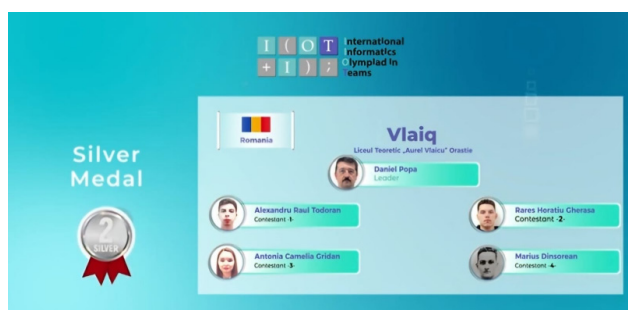 I ( O T
+ I ) ;
International
Informatics
Olympiad in
Teams
Romania
Vlaiq
Liceul Teoretic „Aurel Vlaicu” Orastie
Silver
Medal
Daniel Popa
Leader
Alexandru Raul Todoran
Contestant -1-
Rares Horatiu Gherasa
Contestant -2-
Antonia Camelia Gridan
Contestant -3-
Marius Dinsorean
Contestant -4-
2
SILVER